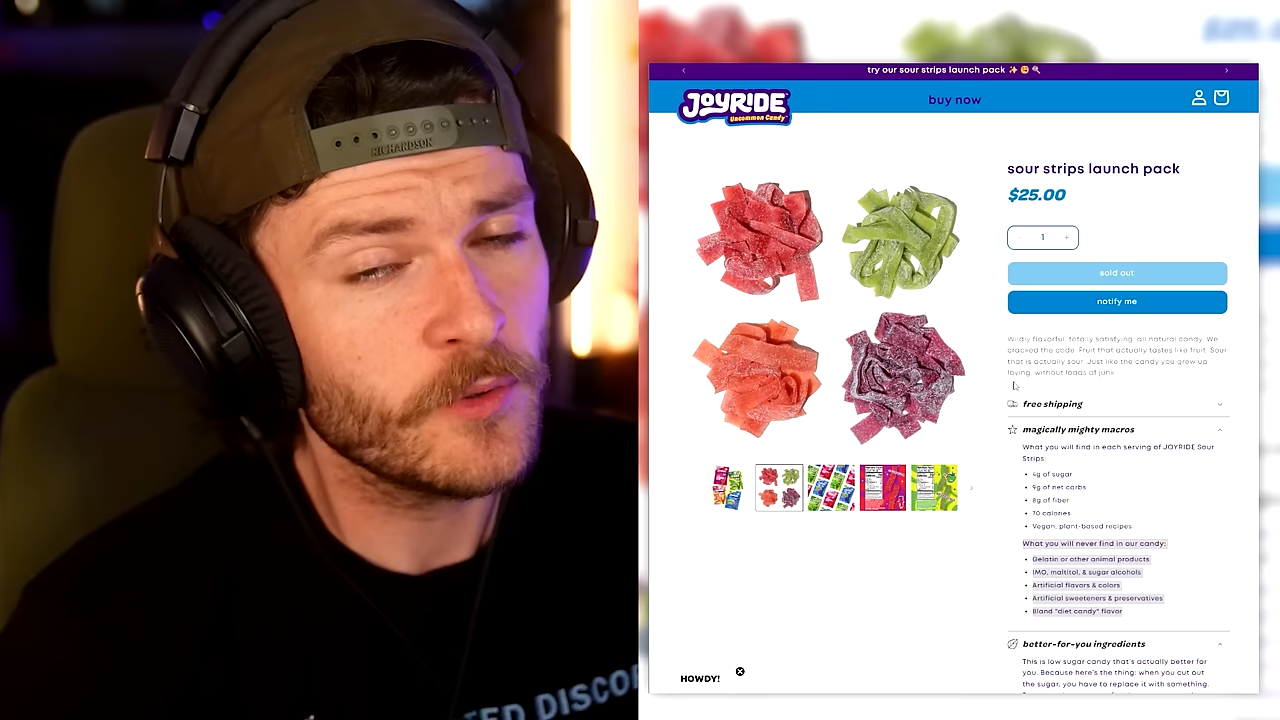 RICHARDSON
TED DISCO
$25.
try our sour strips launch pack ✨ 😋 🍭
JOYRIDE
Uncommon Candy
buy now
sour strips launch pack
$25.00
- 1 +
sold out
notify me
Wildly flavorful, totally satisfying, all natural candy. We
cracked the code. Fruit that actually tastes like fruit. Sour
that is actually sour. Just like the candy you grew up
loving, without loads of junk.
free shipping
magically mighty macros
What you will find in each serving of JOYRIDE Sour
Strips:
• 4g of sugar
• 9g of net carbs
• 8g of fiber
• 70 calories
• Vegan, plant-based recipes
What you will never find in our candy:
• Gelatin or other animal products
• IMO, maltitol, & sugar alcohols
• Artificial flavors & colors
• Artificial sweeteners & preservatives
• Bland "diet candy" flavor
better-for-you ingredients
This is low sugar candy that's actually better for
you. Because here's the thing: when you cut out
the sugar, you have to replace it with something.
HOWDY!